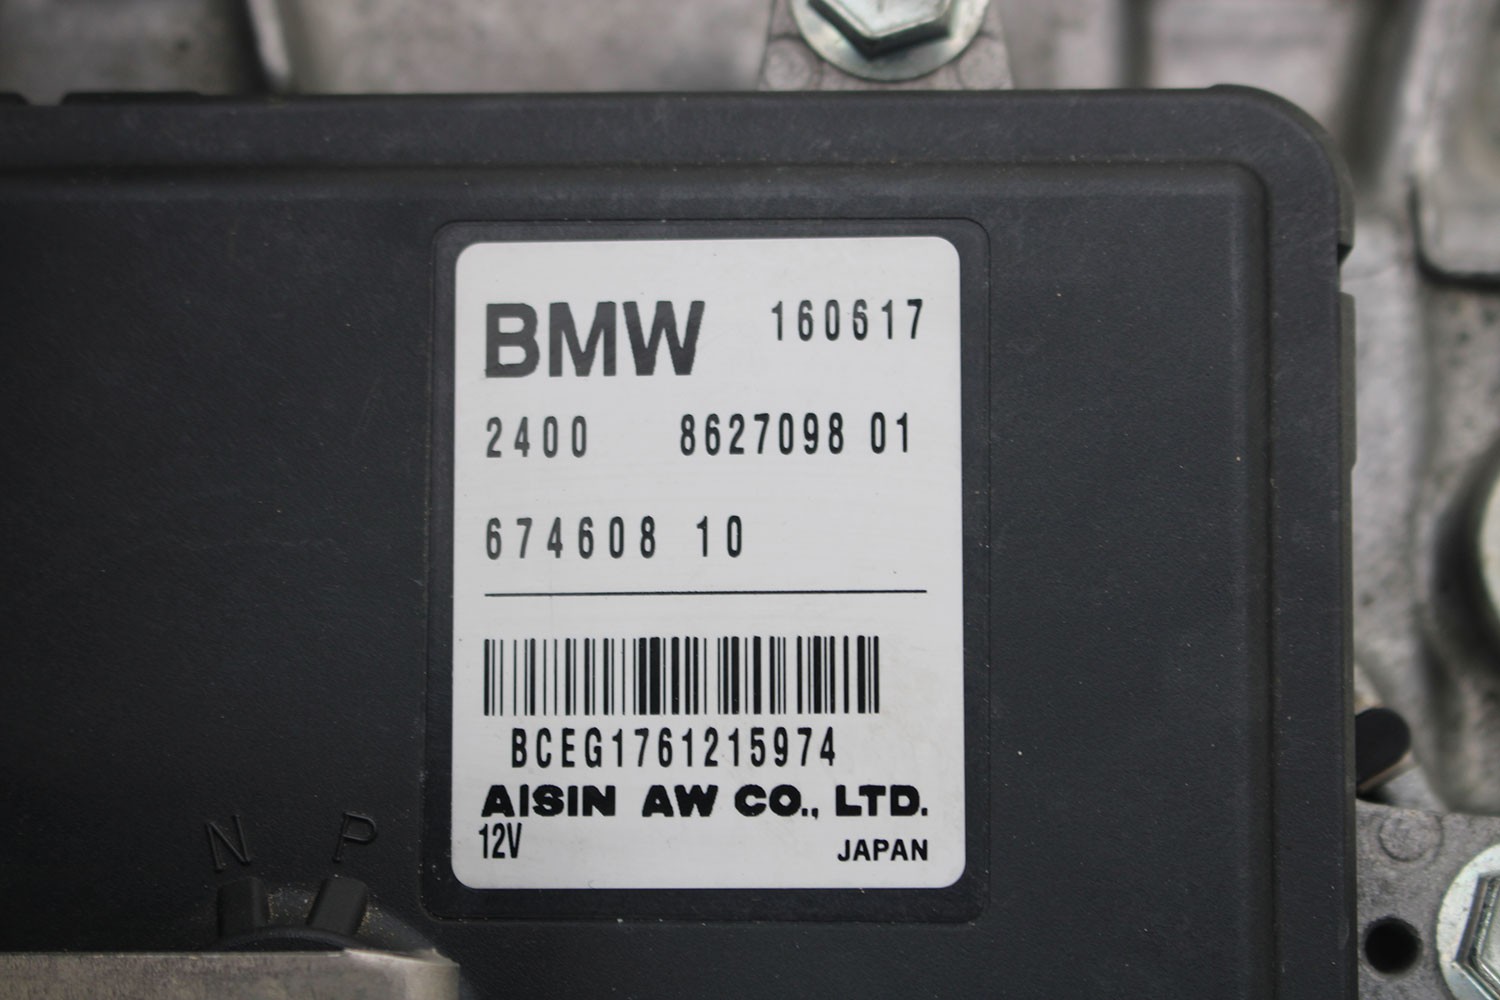 BMW 160617
2400 8627098 01
674608 10
BCEG1761215974
AISIN AW CO., LTD.
12V JAPAN
N P